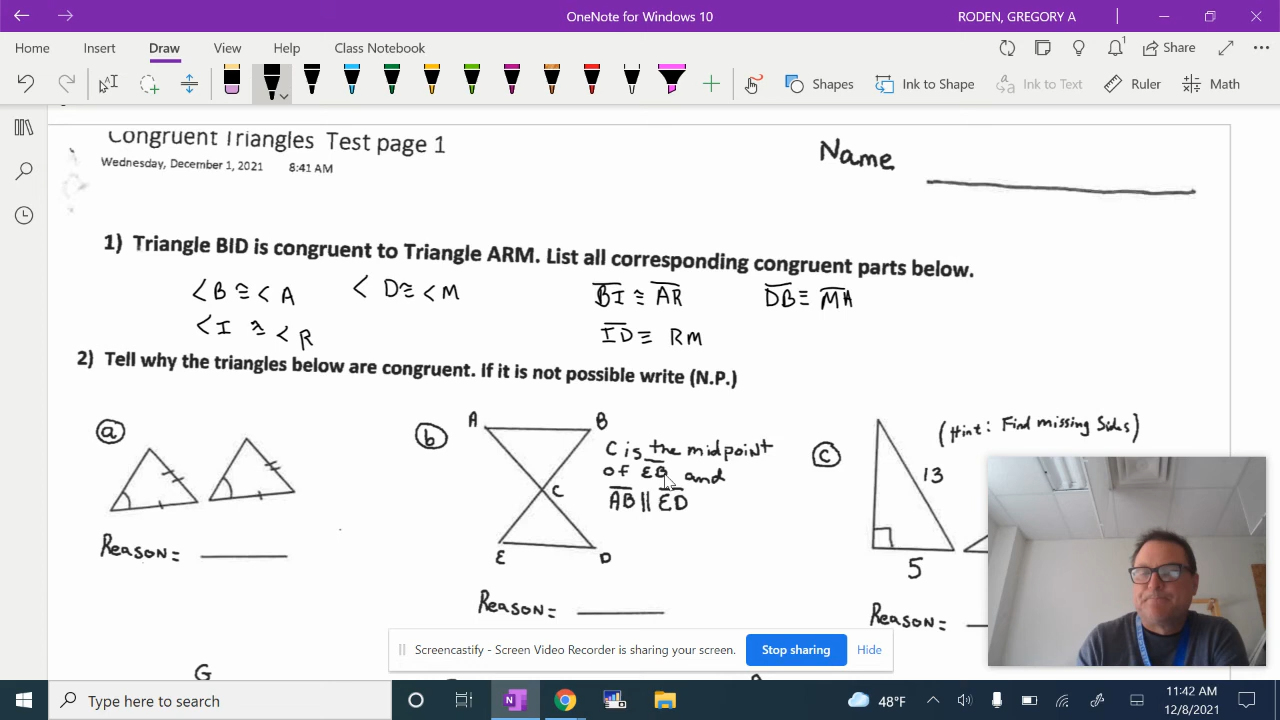 OneNote for Windows 10
RODEN, GREGORY A
Home Insert Draw View Help Class Notebook
1
Share
Shapes Ink to Shape Ink to Text Ruler Math
Congruent Triangles Test page 1
Wednesday, December 1, 2021 8:41 AM
Name
1) Triangle BID is congruent to Triangle ARM. List all corresponding congruent parts below.
<B ≅ <A < D ≅ <M BI ≅ AR DB ≅ MA
<I ≅ <R ID ≅ RM
2) Tell why the triangles below are congruent. If it is not possible write (N.P.)
a
Reason =
b
A B
C
E D
C is the midpoint
of EB and
AB || ED
Reason =
c
(Hint: Find missing Sides)
13
5
Reason =
G
Screencastify - Screen Video Recorder is sharing your screen. Stop sharing Hide
Type here to search
48°F
11:42 AM
12/8/2021